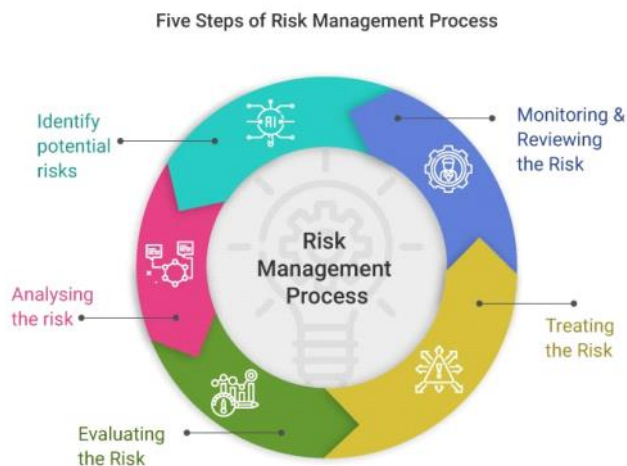 Five Steps of Risk Management Process
Identify
potential
risks
AI
Monitoring &
Reviewing
the Risk
Risk
Management
Process
Analysing
the risk
Treating
the Risk
Evaluating
the Risk